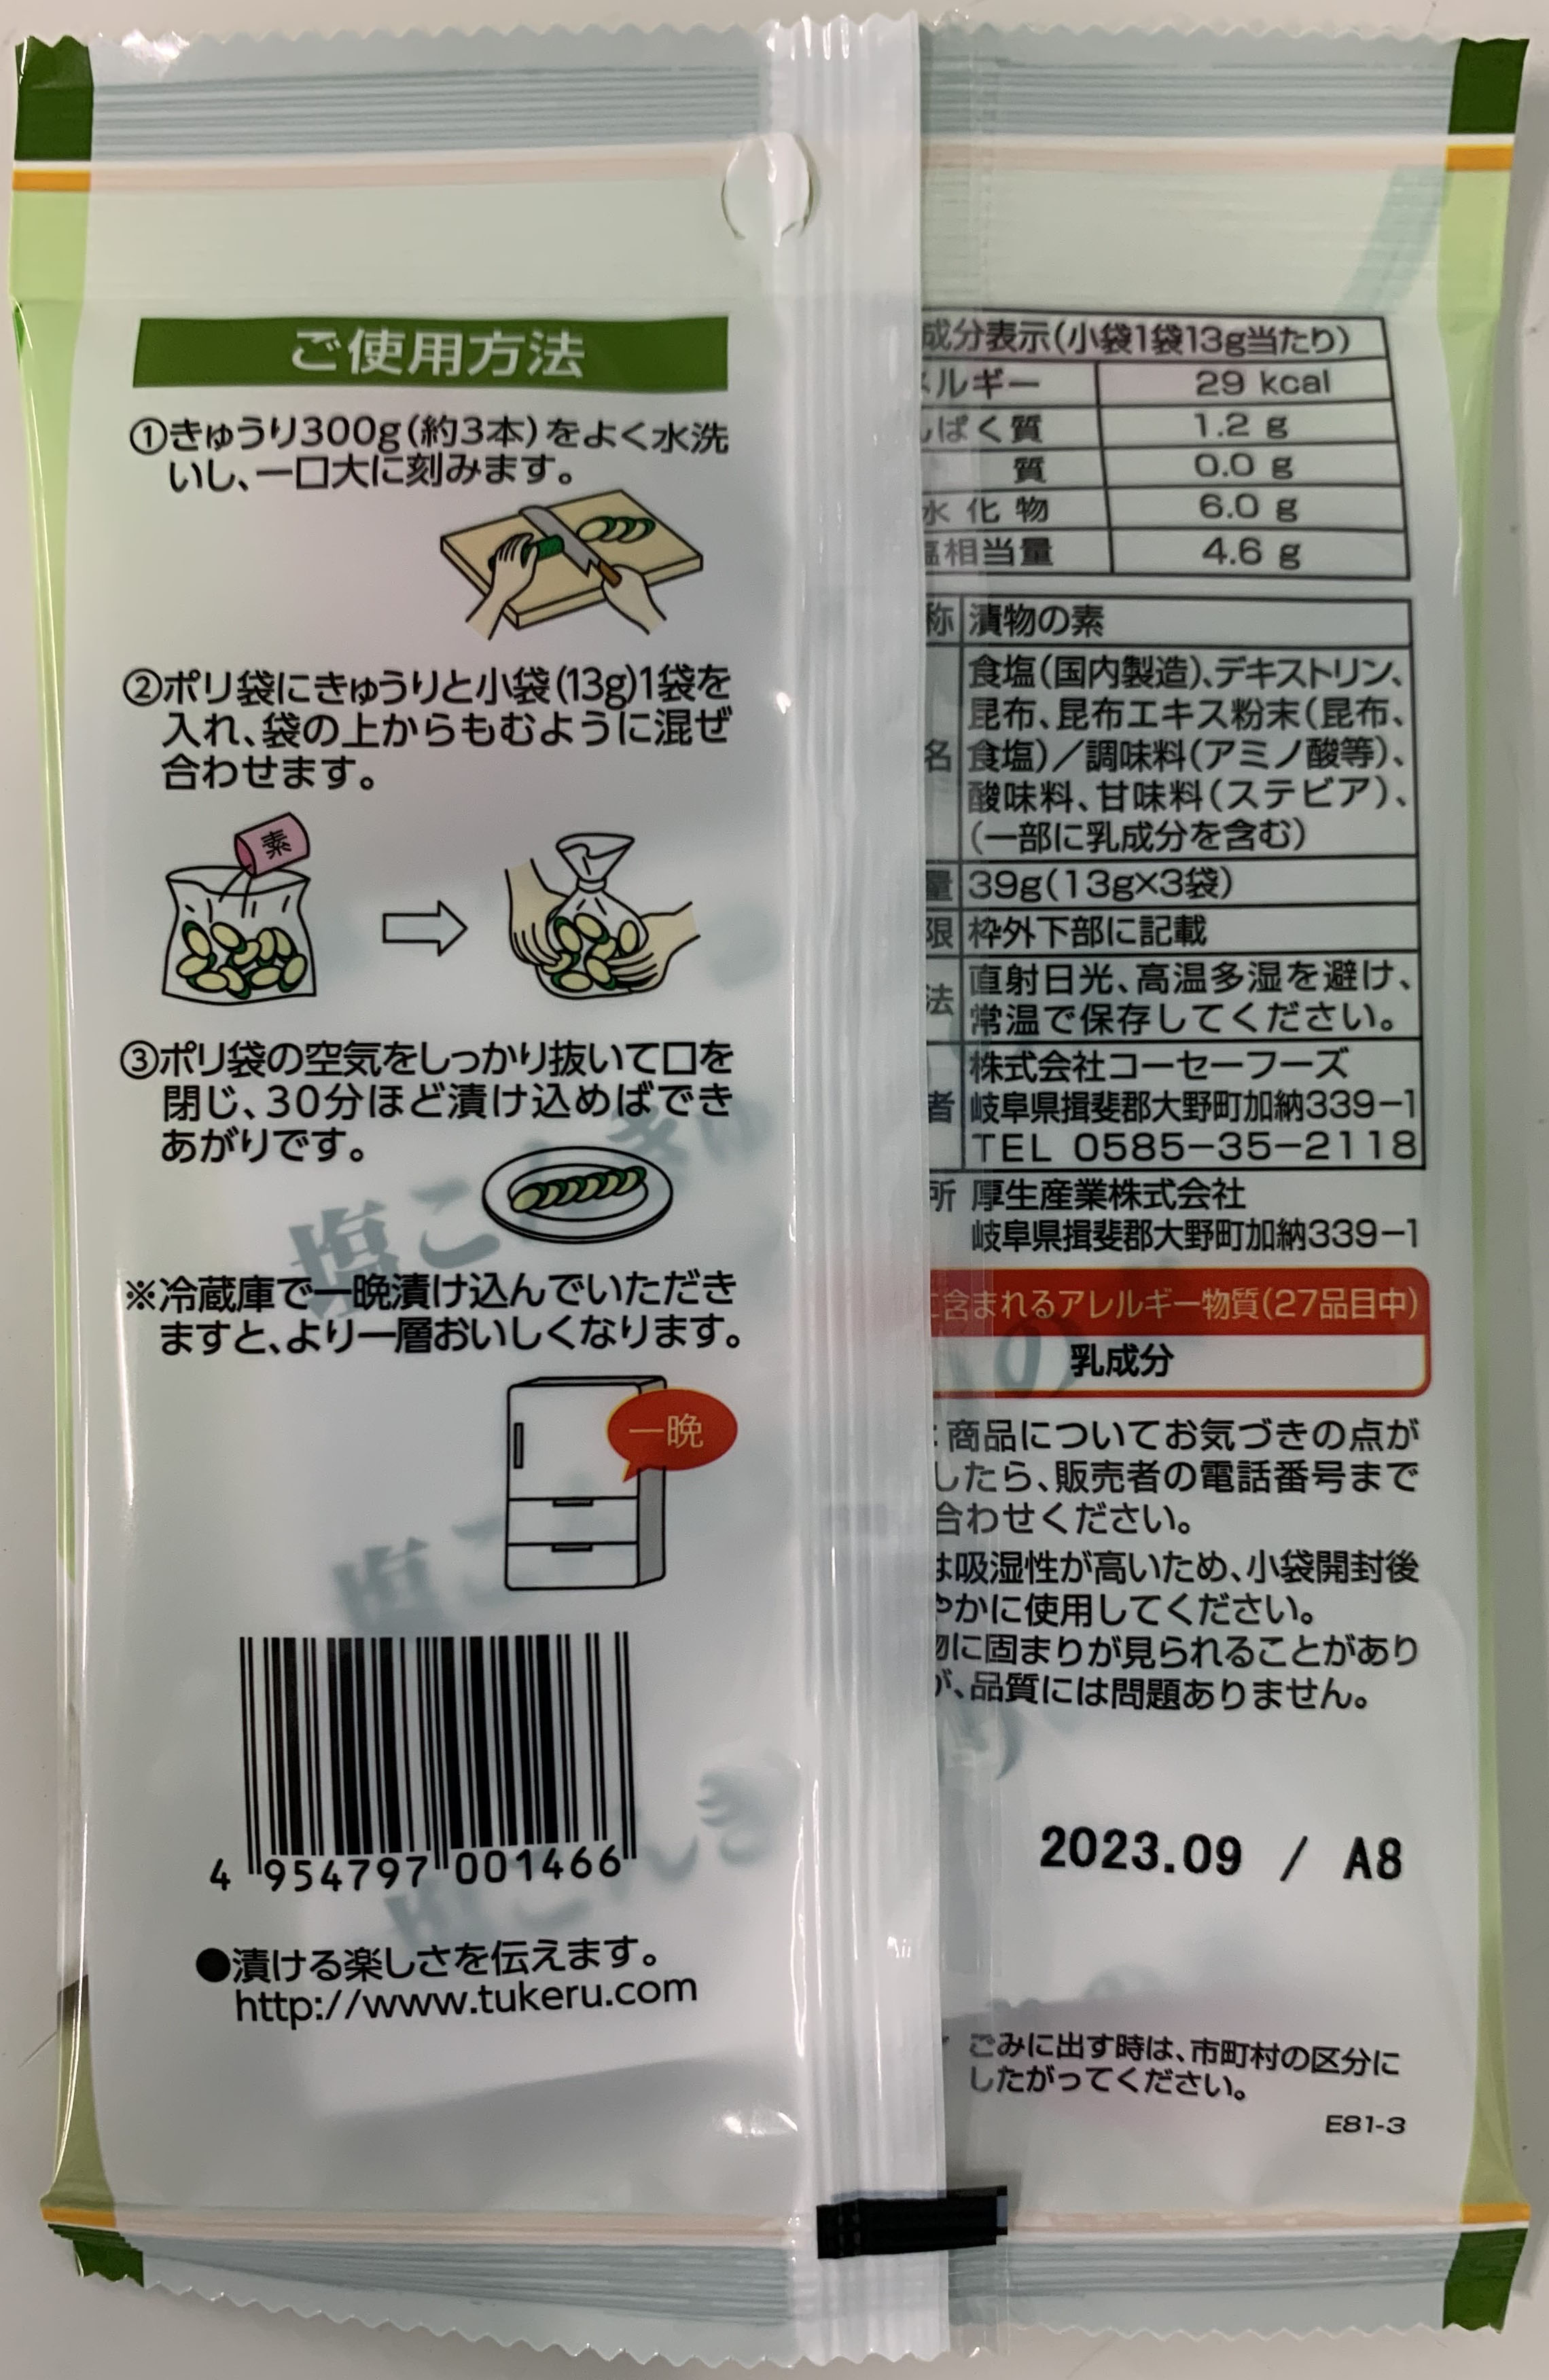 ご使用方法
①きゅうり300g(約3本)をよく水洗
いし、一口大に刻みます。
②ポリ袋にきゅうりと小袋(13g)1袋を
入れ、袋の上からもむように混ぜ
合わせます。
素
③ポリ袋の空気をしっかり抜いて口を
閉じ、30分ほど漬け込めばでき
あがりです。
※冷蔵庫で一晩漬け込んでいただき
ますと、より一層おいしくなります。
一晩
4 954797 001466
●漬ける楽しさを伝えます。
http://www.tukeru.com
成分表示(小袋1袋13g当たり)
ルギー 29 kcal
ぱく質 1.2 g
質 0.0 g
水化物 6.0 g
相当量 4.6 g
称 漬物の素
食塩(国内製造)、デキストリン、
昆布、昆布エキス粉末(昆布、
名 食塩)/調味料(アミノ酸等)、
酸味料、甘味料(ステビア)、
(一部に乳成分を含む)
量 39g(13g×3袋)
限 枠外下部に記載
直射日光、高温多湿を避け、
法 常温で保存してください。
株式会社コーセーフーズ
者 岐阜県揖斐郡大野町加納339−1
TEL 0585−35−2118
所 厚生産業株式会社
岐阜県揖斐郡大野町加納339−1
に含まれるアレルギー物質(27品目中)
乳成分
商品についてお気づきの点が
したら、販売者の電話番号まで
合わせください。
は吸湿性が高いため、小袋開封後
やかに使用してください。
物に固まりが見られることがあり
が、品質には問題ありません。
2023.09 / A8
ごみに出す時は、市町村の区分に
したがってください。
E81-3